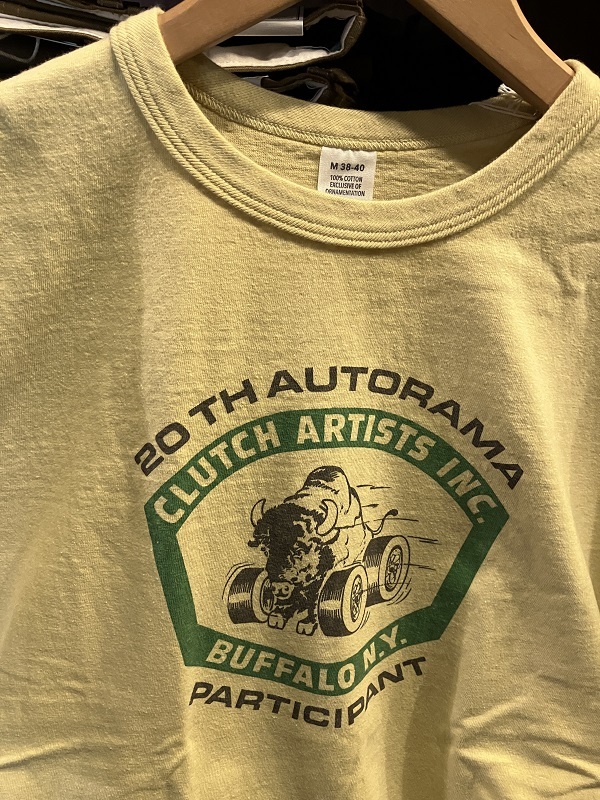 M 38-40
100% COTTON
EXCLUSIVE OF
ORNAMENTATION
20 TH AUTORAMA
CLUTCH ARTISTS INC.
BUFFALO N.Y.
PARTICIPANT